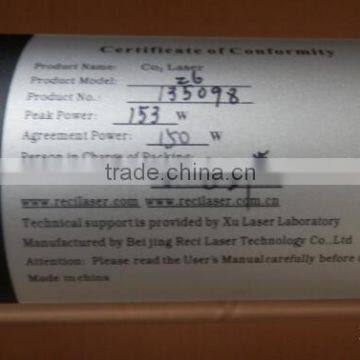 Certificate of Conformity
Product Name: Co2 Laser
Product Model: Z6
Product No.: 135098
Peak Power: 153 W
Agreement Power: 150 W
Person in Charge of Packing:
trade.china.cn
www.recilaser.com www.recilaser.com.cn
Technical support is provided by Xu Laser Laboratory
Manufactured by Beijing Reci Laser Technology Co.,Ltd
Attention: Please read the User's Manual carefully before
Made in china